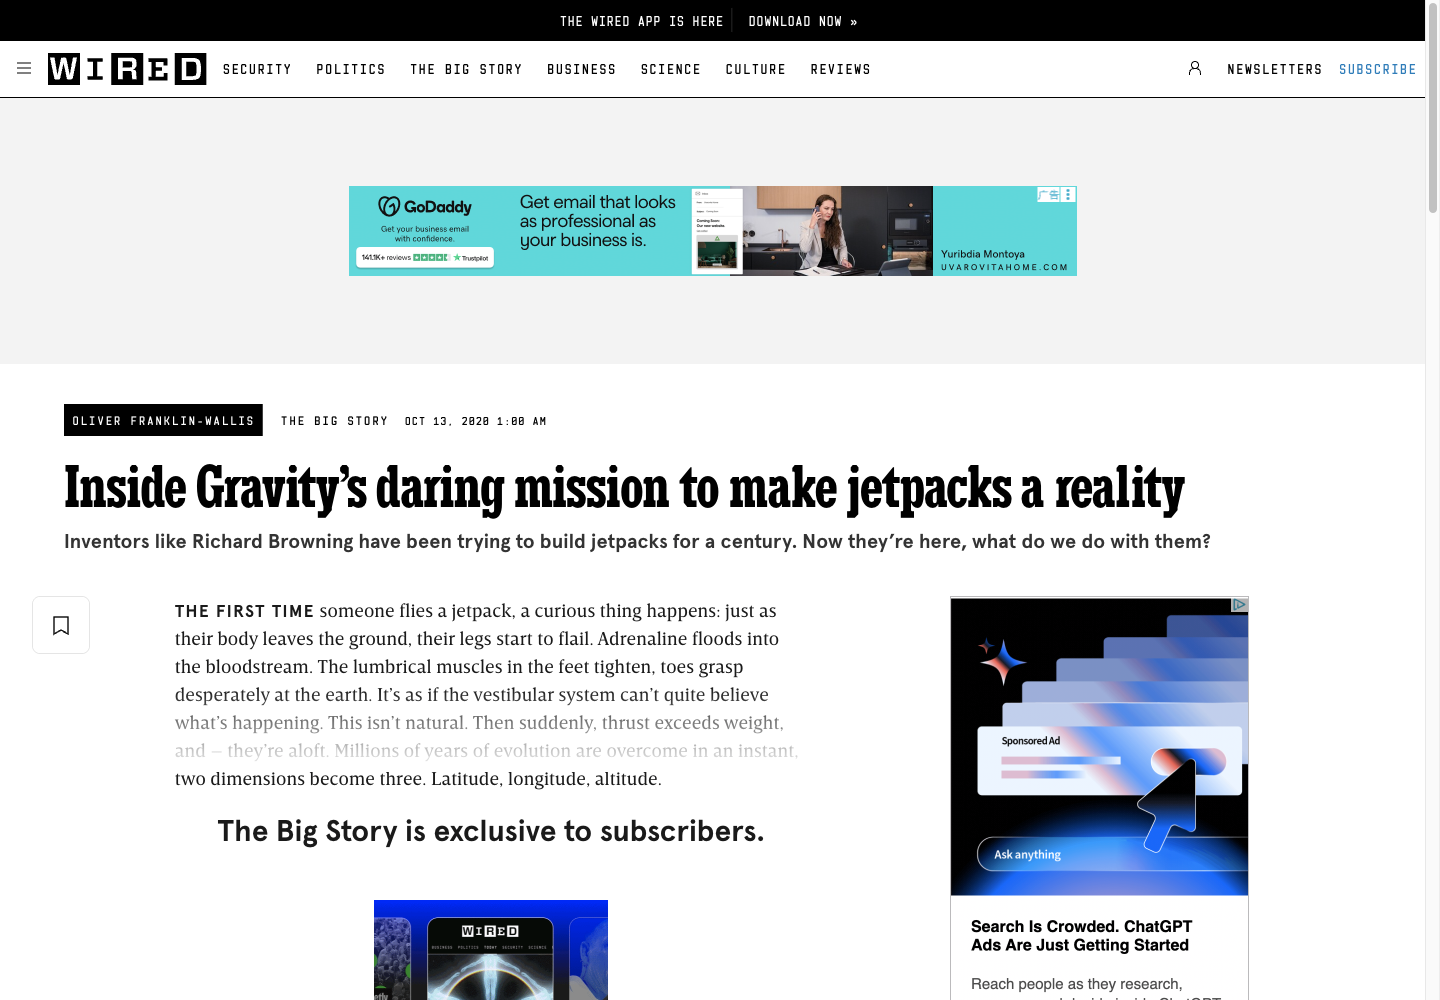 THE WIRED APP IS HERE
DOWNLOAD NOW »
WIRED
SECURITY
POLITICS
THE BIG STORY
BUSINESS
SCIENCE
CULTURE
REVIEWS
NEWSLETTERS
SUBSCRIBE
GoDaddy
Get your business email
with confidence.
141.1K+ reviews
Trustpilot
Get email that looks
as professional as
your business is.
Yuribdia Montoya
UVAROVITAHOME.COM
OLIVER FRANKLIN-WALLIS
THE BIG STORY
OCT 13, 2020 1:00 AM
Inside Gravity’s daring mission to make jetpacks a reality
Inventors like Richard Browning have been trying to build jetpacks for a century. Now they’re here, what do we do with them?
THE FIRST TIME someone flies a jetpack, a curious thing happens: just as
their body leaves the ground, their legs start to flail. Adrenaline floods into
the bloodstream. The lumbrical muscles in the feet tighten, toes grasp
desperately at the earth. It’s as if the vestibular system can’t quite believe
what’s happening. This isn’t natural. Then suddenly, thrust exceeds weight,
and – they’re aloft. Millions of years of evolution are overcome in an instant,
two dimensions become three. Latitude, longitude, altitude.
The Big Story is exclusive to subscribers.
WIRED
BUSINESS POLITICS TODAY SECURITY SCIENCE
Sponsored Ad
Ask anything
Search Is Crowded. ChatGPT
Ads Are Just Getting Started
Reach people as they research,